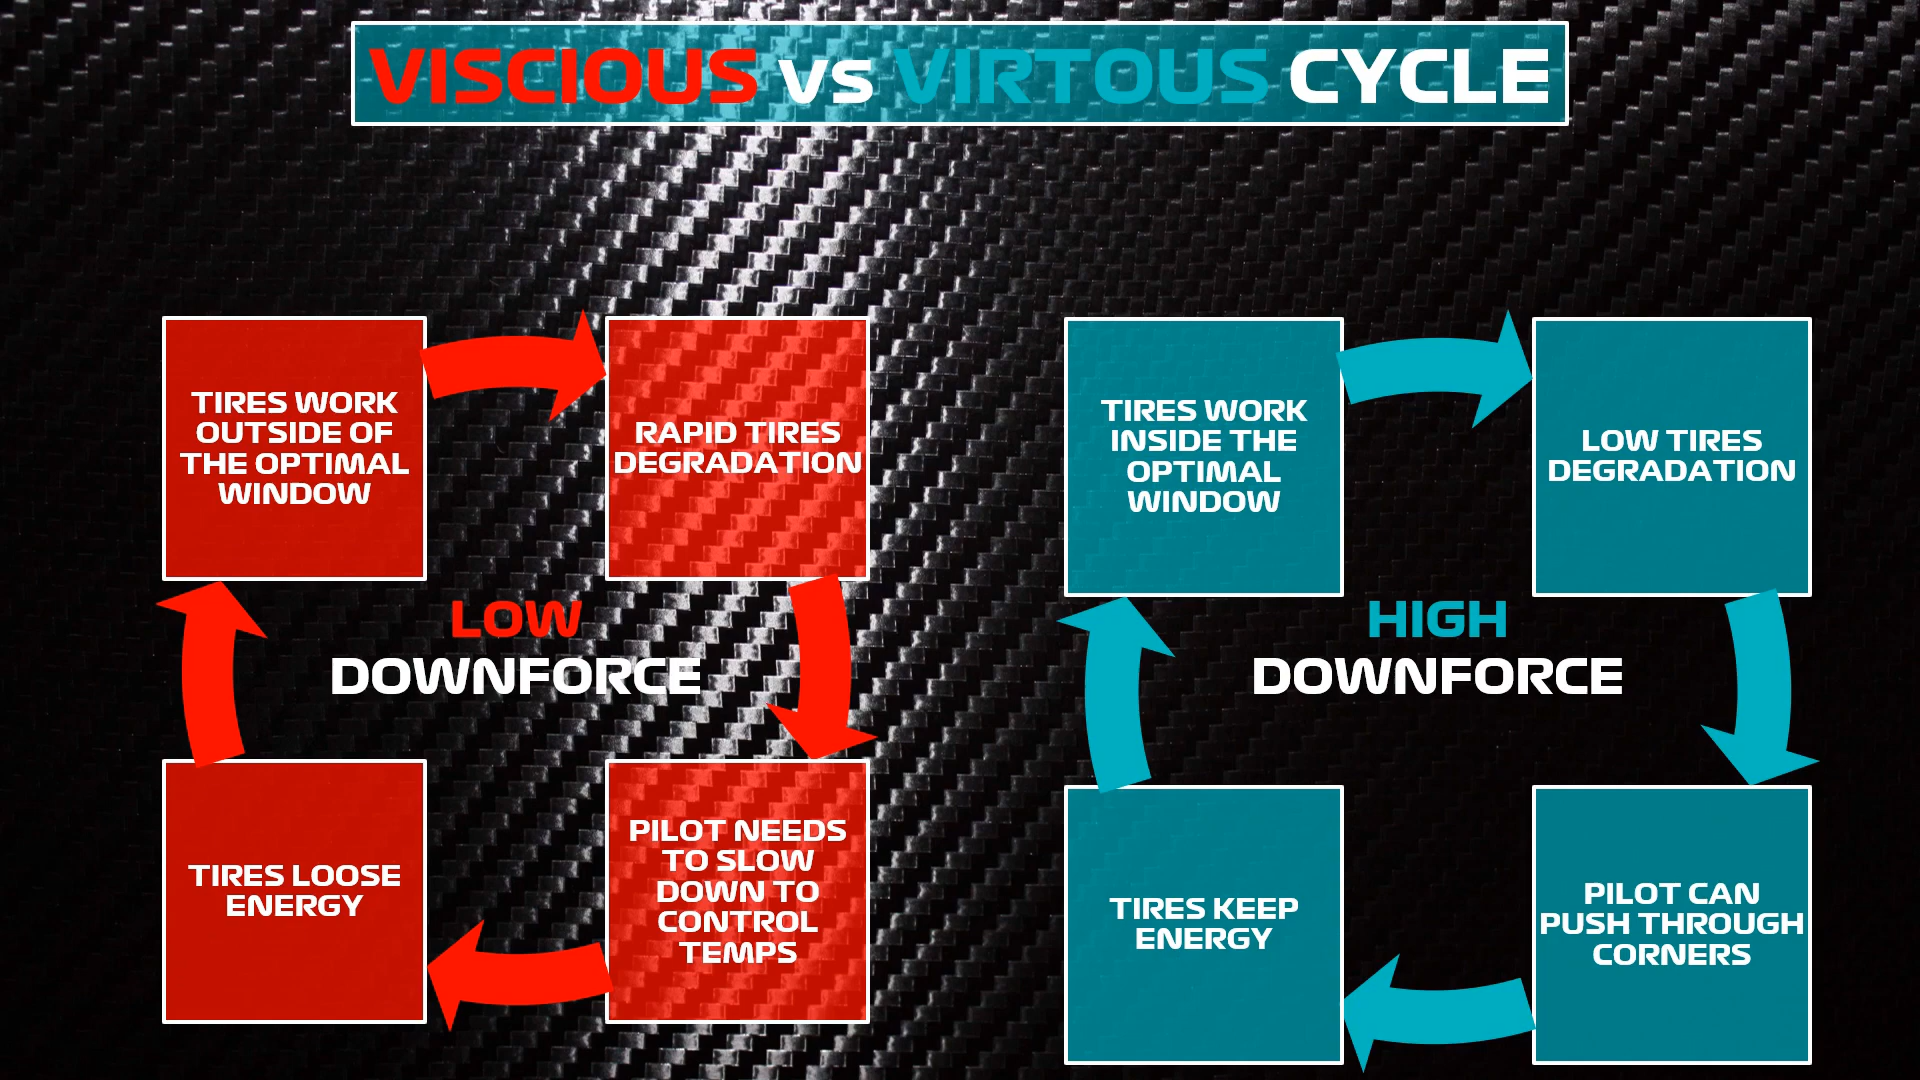 VISCIOUS vs VIRTOUS CYCLE
TIRES WORK
OUTSIDE OF
THE OPTIMAL
WINDOW
RAPID TIRES
DEGRADATION
LOW
DOWNFORCE
TIRES LOOSE
ENERGY
PILOT NEEDS
TO SLOW
DOWN TO
CONTROL
TEMPS
TIRES WORK
INSIDE THE
OPTIMAL
WINDOW
LOW TIRES
DEGRADATION
HIGH
DOWNFORCE
TIRES KEEP
ENERGY
PILOT CAN
PUSH THROUGH
CORNERS